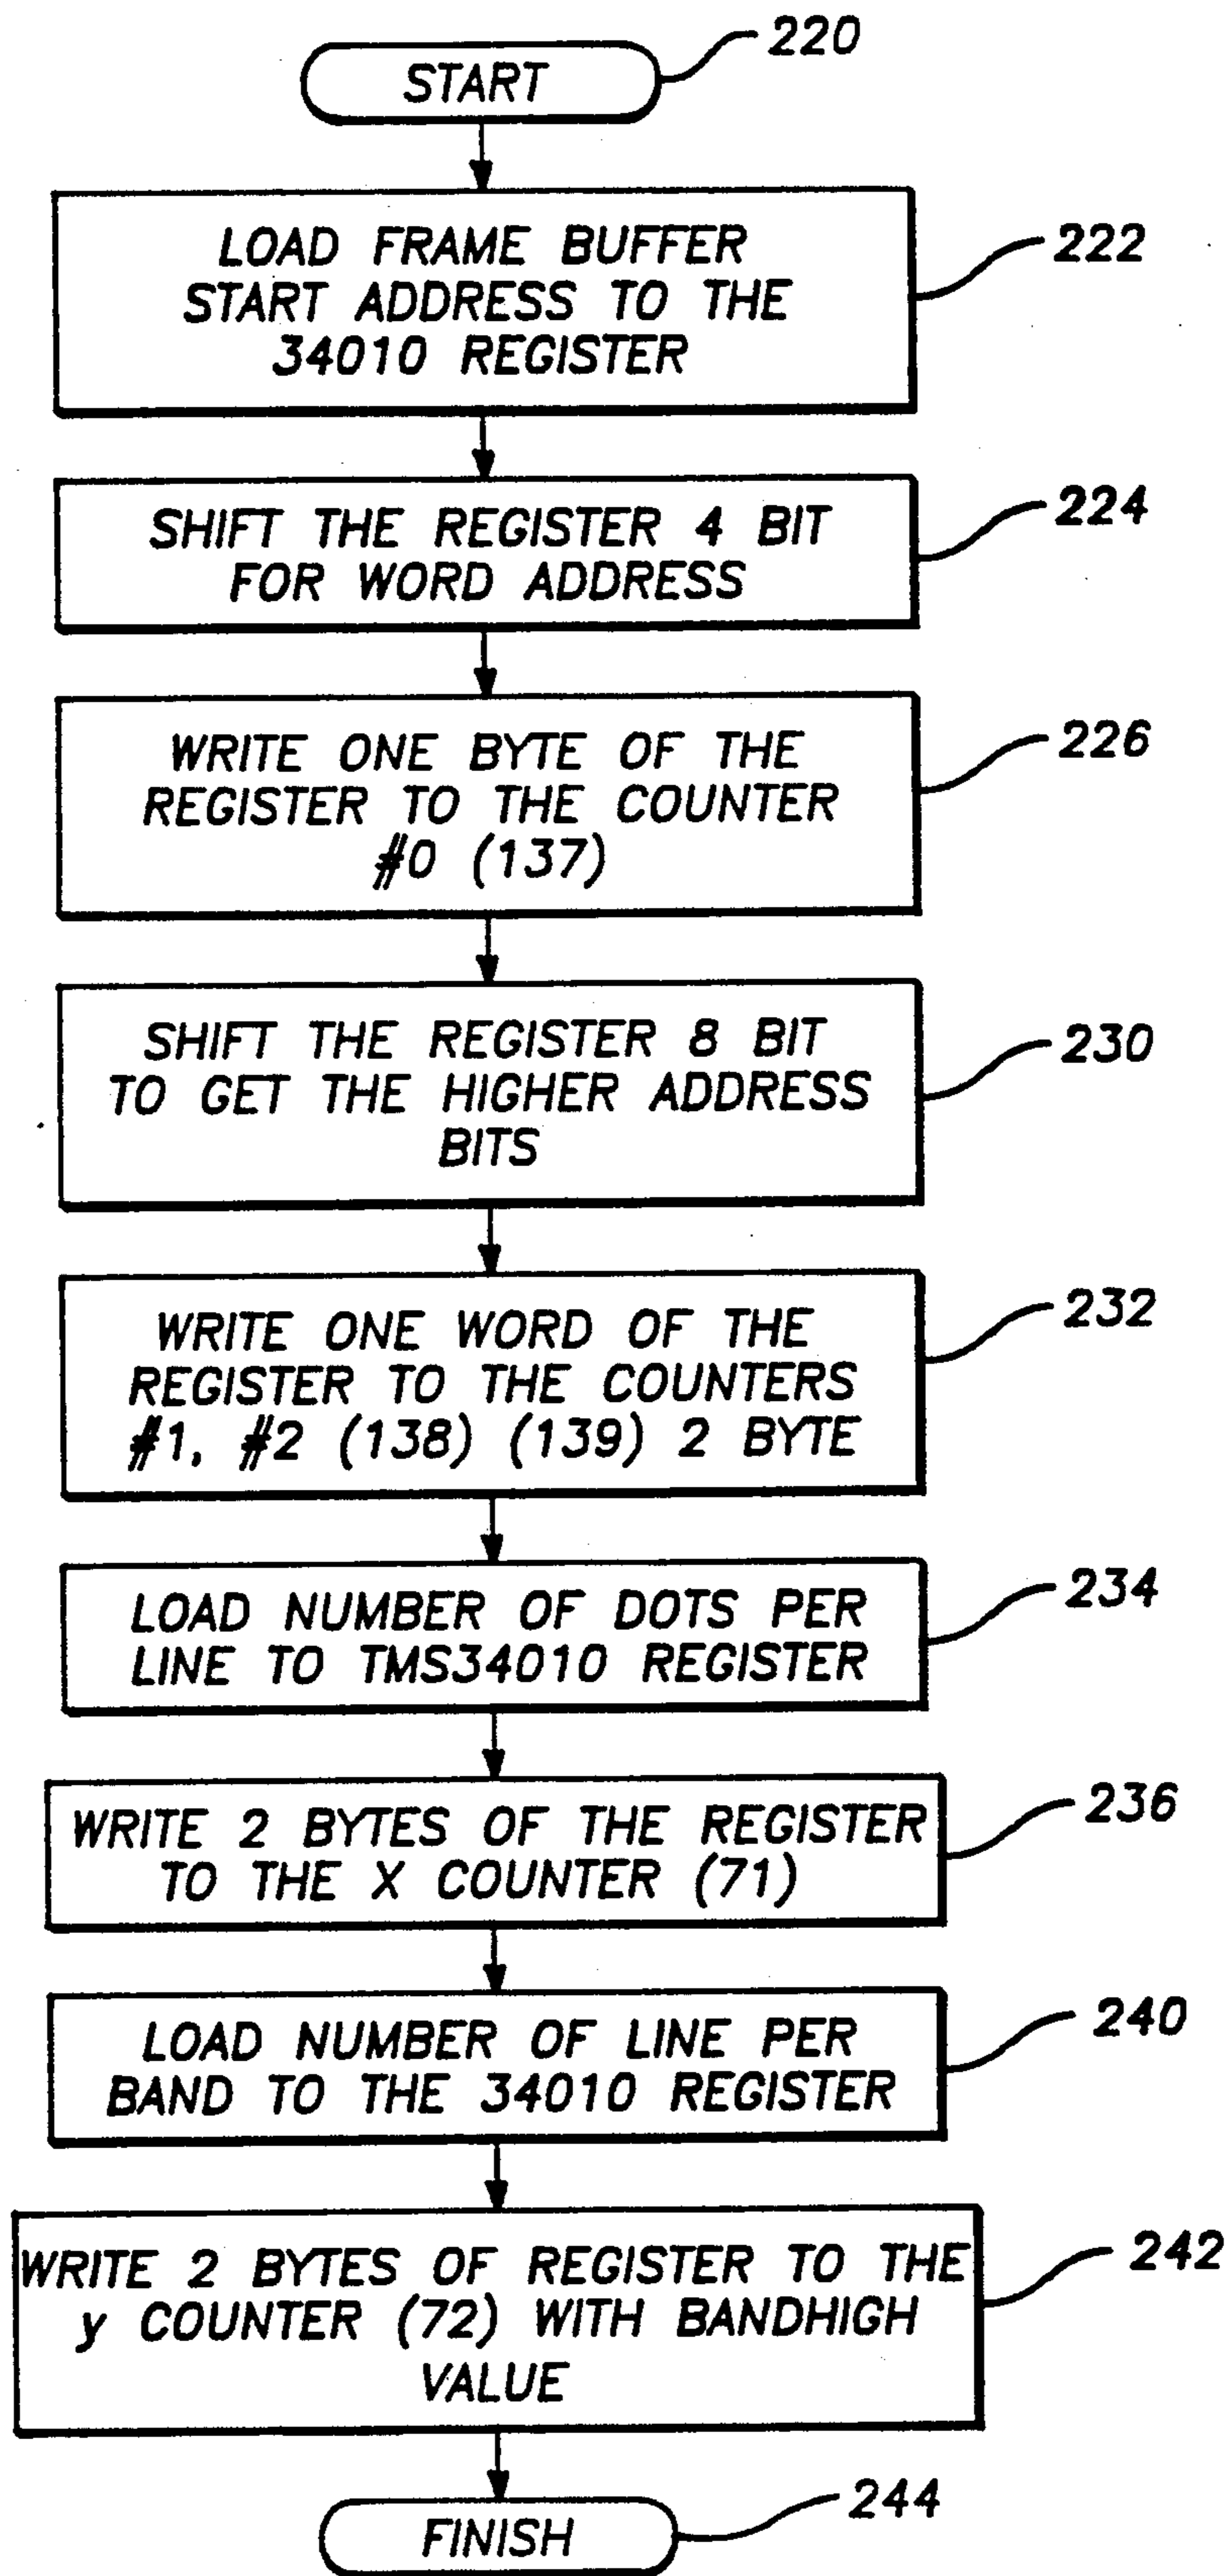 START
220
LOAD FRAME BUFFER
START ADDRESS TO THE
34010 REGISTER
222
SHIFT THE REGISTER 4 BIT
FOR WORD ADDRESS
224
WRITE ONE BYTE OF THE
REGISTER TO THE COUNTER
#0 (137)
226
SHIFT THE REGISTER 8 BIT
TO GET THE HIGHER ADDRESS
BITS
230
WRITE ONE WORD OF THE
REGISTER TO THE COUNTERS
#1, #2 (138) (139) 2 BYTE
232
LOAD NUMBER OF DOTS PER
LINE TO TMS34010 REGISTER
234
WRITE 2 BYTES OF THE REGISTER
TO THE X COUNTER (71)
236
LOAD NUMBER OF LINE PER
BAND TO THE 34010 REGISTER
240
WRITE 2 BYTES OF REGISTER TO THE
y COUNTER (72) WITH BANDHIGH
VALUE
242
FINISH
244